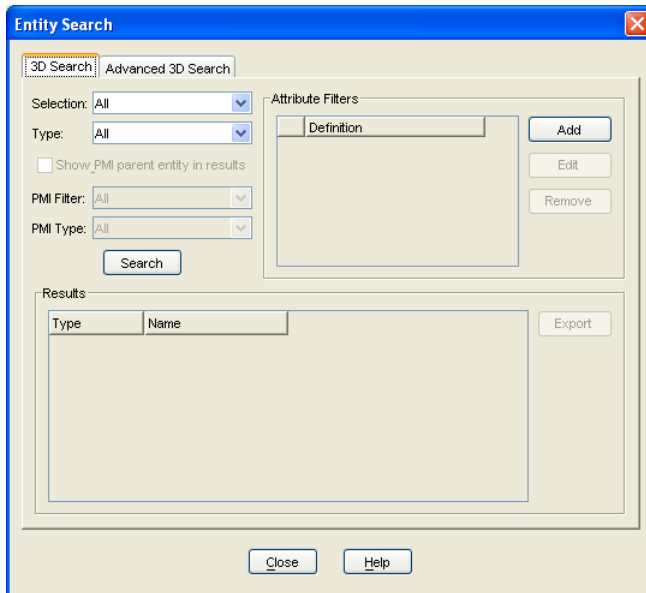 Entity Search
3D Search Advanced 3D Search
Selection: All
Type: All
Show PMI parent entity in results
PMI Filter: All
PMI Type: All
Search
Attribute Filters
Definition
Add
Edit
Remove
Results
Type Name
Export
Close Help